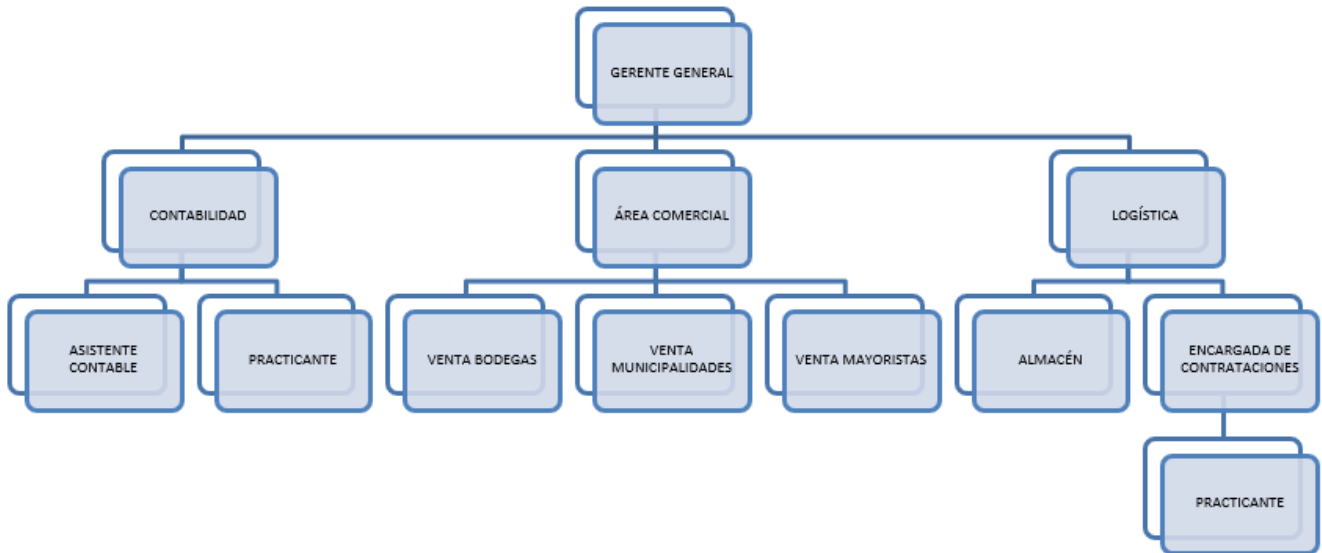 GERENTE GENERAL
CONTABILIDAD
ÁREA COMERCIAL
LOGÍSTICA
ASISTENTE
CONTABLE
PRACTICANTE
VENTA BODEGAS
VENTA
MUNICIPALIDADES
VENTA MAYORISTAS
ALMACÉN
ENCARGADA DE
CONTRATACIONES
PRACTICANTE